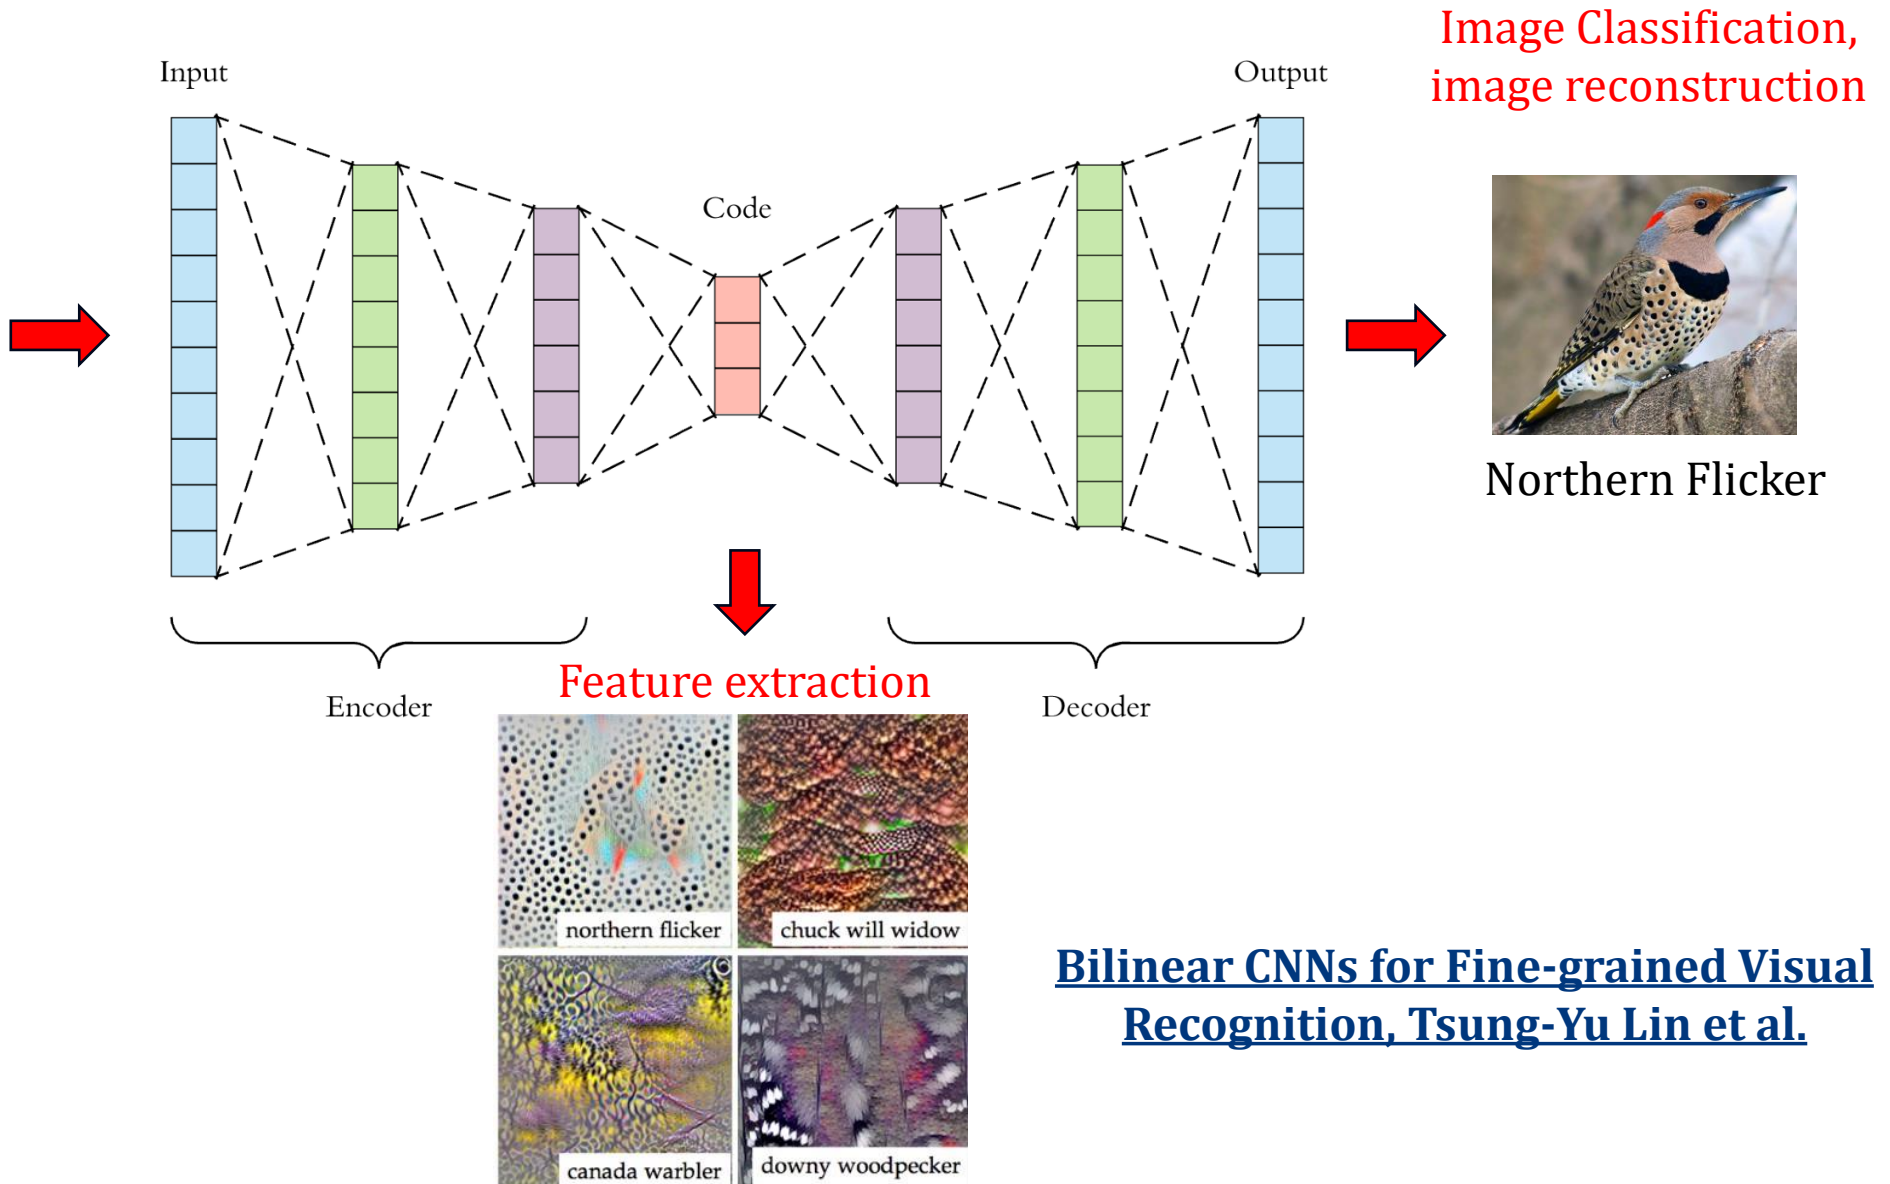 Image Classification,
image reconstruction
Input
Output
Code
Northern Flicker
Feature extraction
Encoder
Decoder
northern flicker
chuck will widow
canada warbler
downy woodpecker
Bilinear CNNs for Fine-grained Visual
Recognition, Tsung-Yu Lin et al.